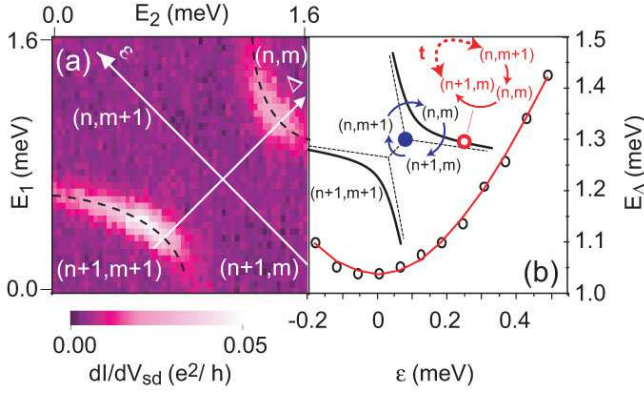 0.0 E₂ (meV) 1.6
1.6
E₁ (meV)
0.0
(a)
ε
(n,m)
Δ
(n,m+1)
(n+1,m+1)
(n+1,m)
0.00 0.05
dI/dVsd (e²/ h)
t
(n,m+1)
(n+1,m)
(n,m)
(n,m)
(n,m+1)
(n+1,m)
(n+1,m+1)
(b)
1.5
1.4
1.3
1.2
1.1
1.0
EΔ (meV)
-0.2 0 0.2 0.4
ε (meV)